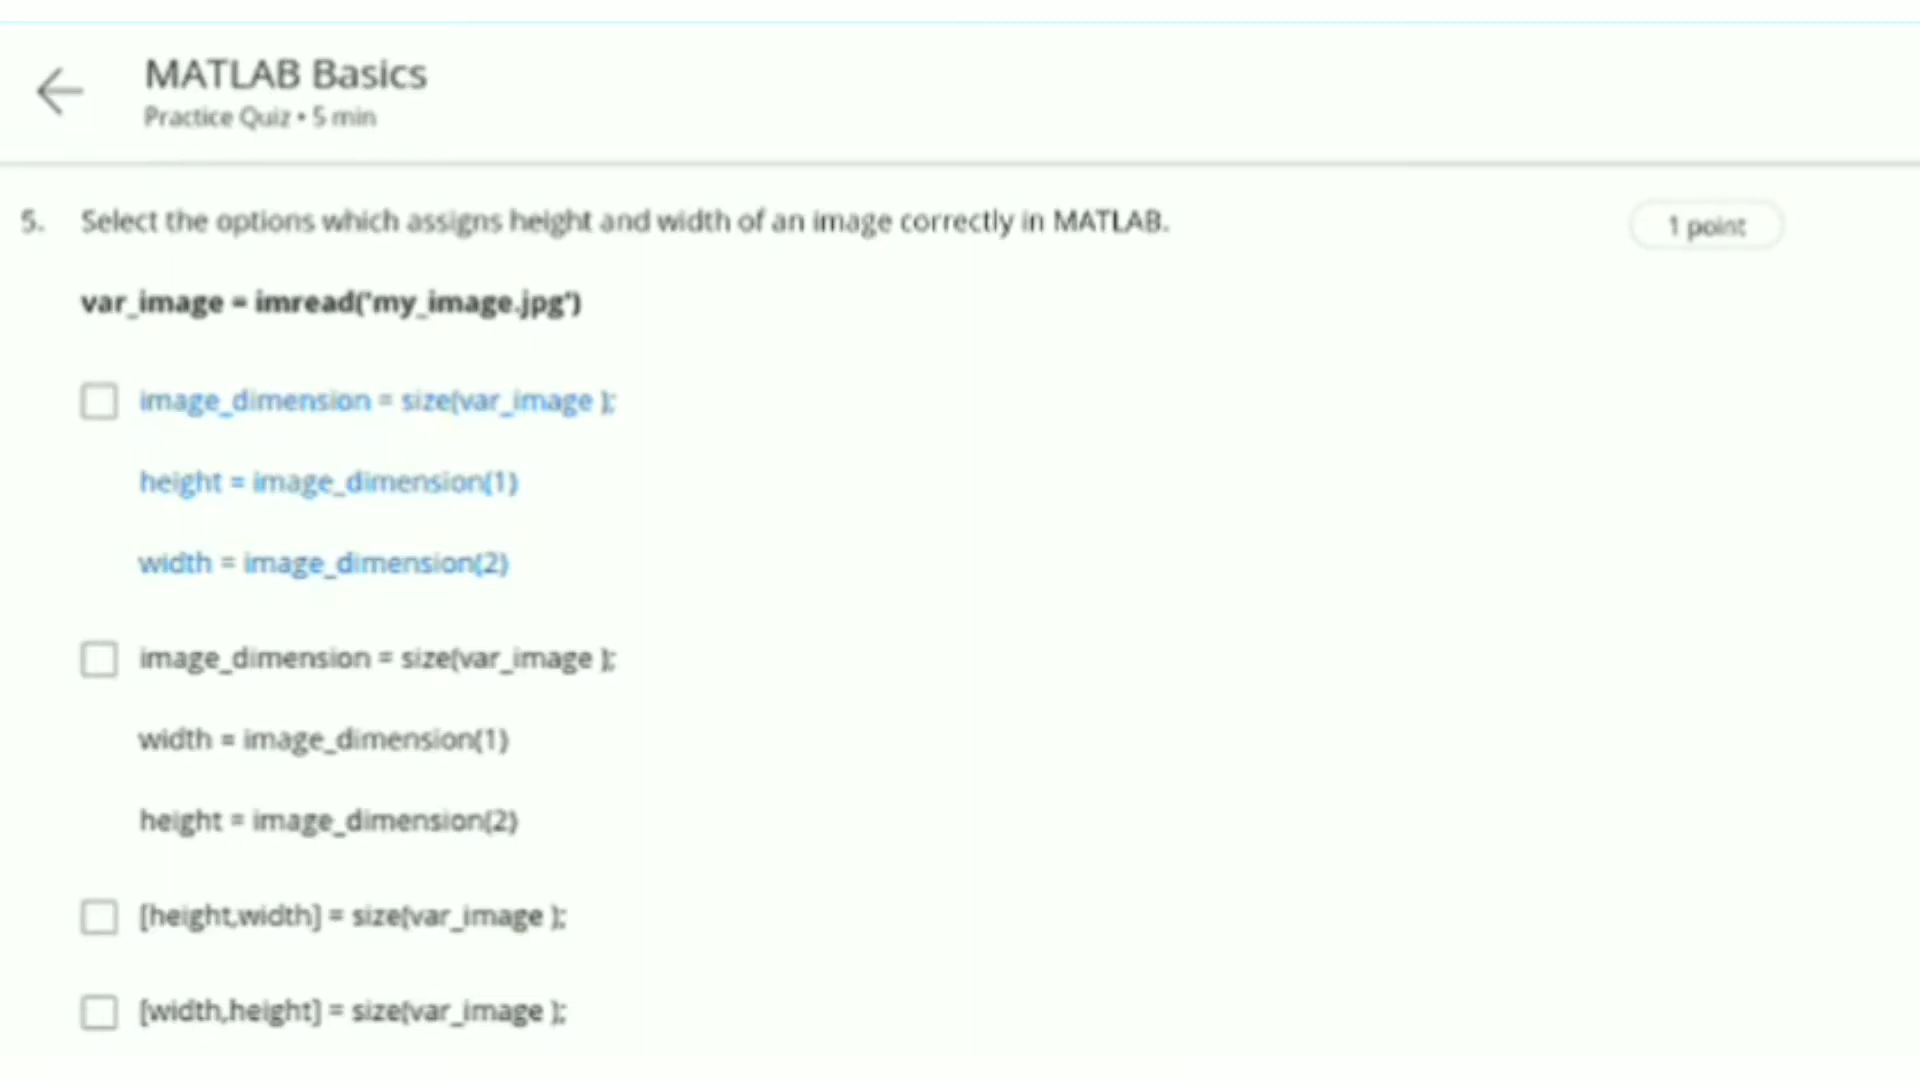 MATLAB Basics
Practice Quiz • 5 min
5. Select the options which assigns height and width of an image correctly in MATLAB.
1 point
var_image = imread('my_image.jpg')
image_dimension = size(var_image );
height = image_dimension(1)
width = image_dimension(2)
image_dimension = size(var_image );
width = image_dimension(1)
height = image_dimension(2)
[height,width] = size(var_image );
[width,height] = size(var_image );